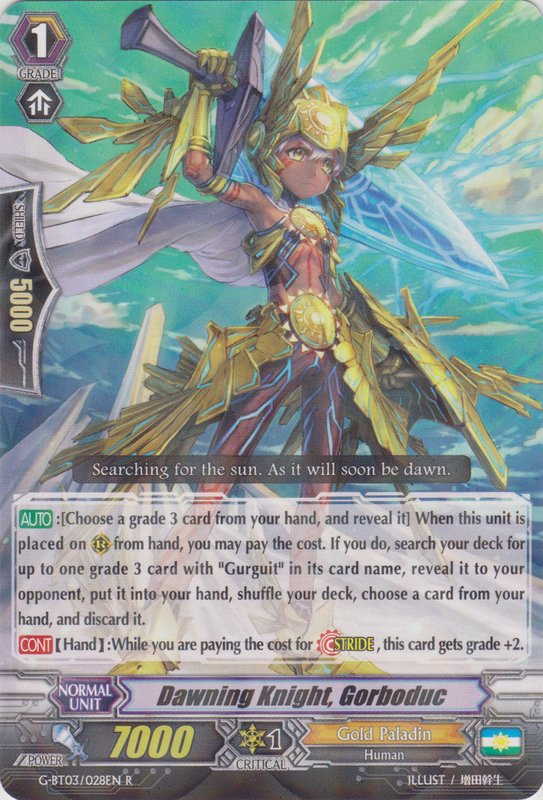 1
GRADE
SHIELD
5000
Searching for the sun. As it will soon be dawn.
AUTO:[Choose a grade 3 card from your hand, and reveal it] When this unit is
placed on R from hand, you may pay the cost. If you do, search your deck for
up to one grade 3 card with "Gurguit" in its card name, reveal it to your
opponent, put it into your hand, shuffle your deck, choose a card from your
hand, and discard it.
CONT【Hand】:While you are paying the cost for STRIDE, this card gets grade +2.
NORMAL
UNIT
Dawning Knight, Gorboduc
POWER
7000
1
CRITICAL
Gold Paladin
Human
G-BT03/028EN R
ILLUST / 増田幹生